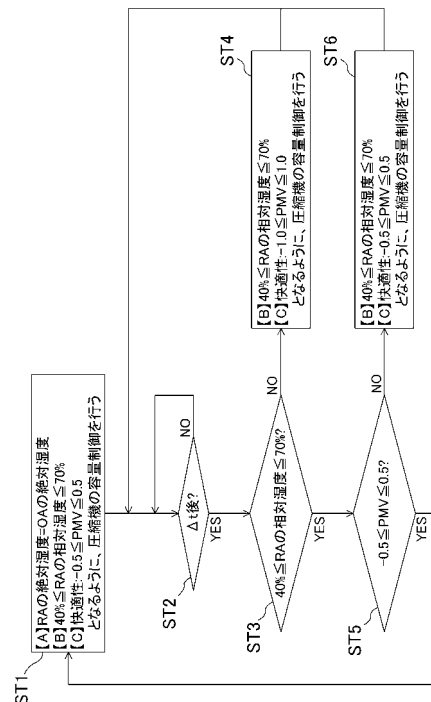 ST1
【A】RAの絶対湿度=OAの絶対湿度
【B】40%≦RAの相対湿度≦70%
【C】快適性:-0.5≦PMV≦0.5
となるように、圧縮機の容量制御を行う
ST2
Δt後?
NO
YES
ST3
40%≦RAの相対湿度≦70%?
NO
YES
ST4
【B】40%≦RAの相対湿度≦70%
【C】快適性:-1.0≦PMV≦1.0
となるように、圧縮機の容量制御を行う
ST5
-0.5≦PMV≦0.5?
NO
YES
ST6
【B】40%≦RAの相対湿度≦70%
【C】快適性:-0.5≦PMV≦0.5
となるように、圧縮機の容量制御を行う